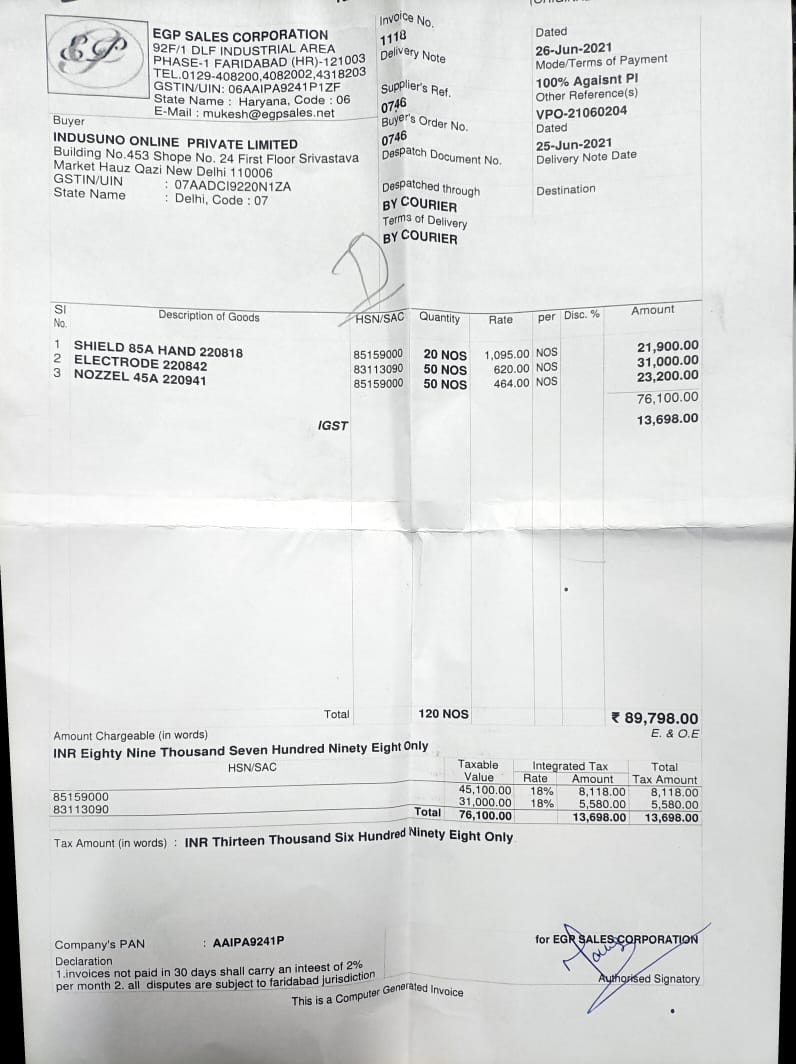 EGP
EGP SALES CORPORATION
92F/1 DLF INDUSTRIAL AREA
PHASE-1 FARIDABAD (HR)-121003
TEL.0129-408200,4082002,4318203
GSTIN/UIN: 06AAIPA9241P1ZF
State Name : Haryana, Code : 06
E-Mail : mukesh@egpsales.net
Invoice No.
1118
Dated
26-Jun-2021
Delivery Note
Mode/Terms of Payment
100% Agaisnt PI
Supplier's Ref.
0746
Other Reference(s)
VPO-21060204
Buyer
INDUSUNO ONLINE PRIVATE LIMITED
Building No.453 Shope No. 24 First Floor Srivastava
Market Hauz Qazi New Delhi 110006
GSTIN/UIN : 07AADCI9220N1ZA
State Name : Delhi, Code : 07
Buyer's Order No.
0746
Dated
25-Jun-2021
Despatch Document No.
Delivery Note Date
Despatched through
BY COURIER
Destination
Terms of Delivery
BY COURIER
Sl No. Description of Goods HSN/SAC Quantity Rate per Disc. % Amount
1 SHIELD 85A HAND 220818 85159000 20 NOS 1,095.00 NOS 21,900.00
2 ELECTRODE 220842 83113090 50 NOS 620.00 NOS 31,000.00
3 NOZZEL 45A 220941 85159000 50 NOS 464.00 NOS 23,200.00
76,100.00
IGST 13,698.00
Total 120 NOS ₹ 89,798.00
Amount Chargeable (in words) E. & O.E
INR Eighty Nine Thousand Seven Hundred Ninety Eight Only
HSN/SAC Taxable Value Integrated Tax Rate Amount Total Tax Amount
85159000 45,100.00 18% 8,118.00 8,118.00
83113090 31,000.00 18% 5,580.00 5,580.00
Total 76,100.00 13,698.00 13,698.00
Tax Amount (in words) : INR Thirteen Thousand Six Hundred Ninety Eight Only
Company's PAN : AAIPA9241P
Declaration
1.invoices not paid in 30 days shall carry an inteest of 2%
per month 2. all disputes are subject to faridabad jurisdiction
for EGP SALES CORPORATION
Authorised Signatory
This is a Computer Generated Invoice